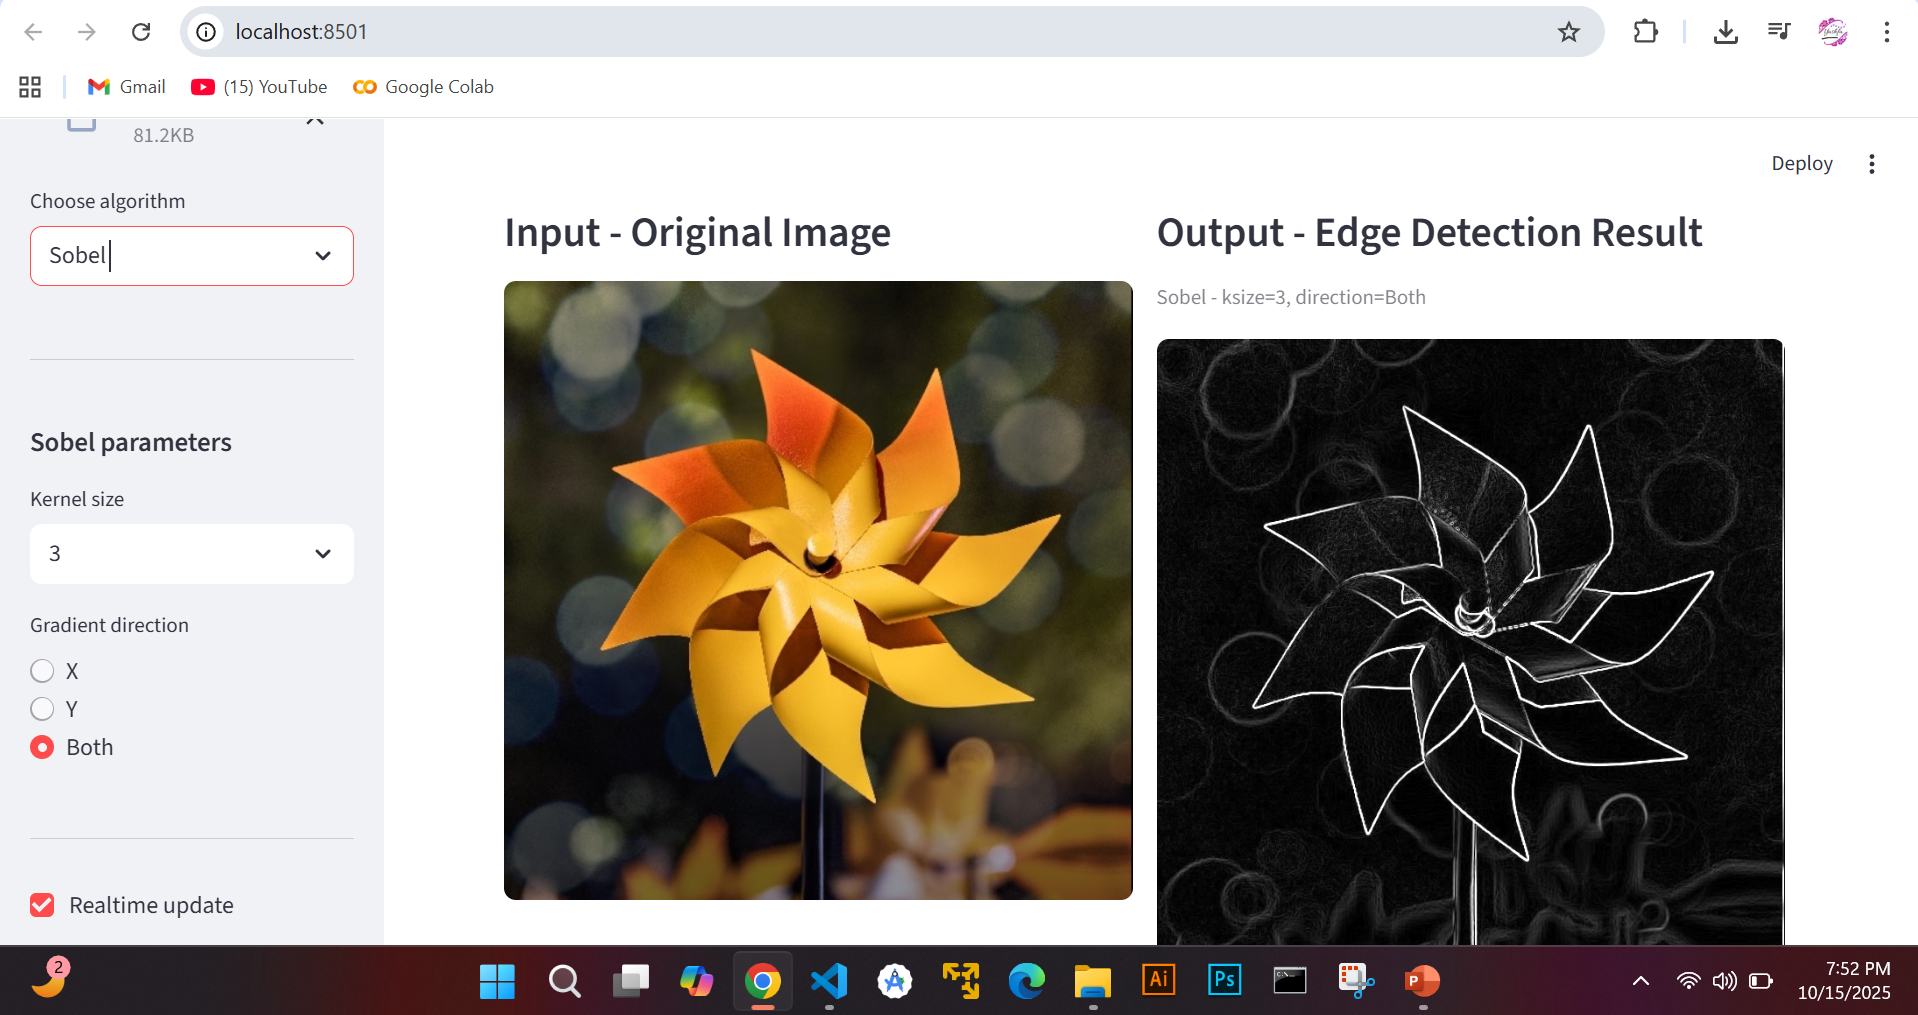 localhost:8501
Gmail
(15) YouTube
Google Colab
81.2KB
Choose algorithm
Sobel
Sobel parameters
Kernel size
3
Gradient direction
X
Y
Both
Realtime update
Deploy
Input - Original Image
Output - Edge Detection Result
Sobel - ksize=3, direction=Both
2
Ai
Ps
P
7:52 PM
10/15/2025